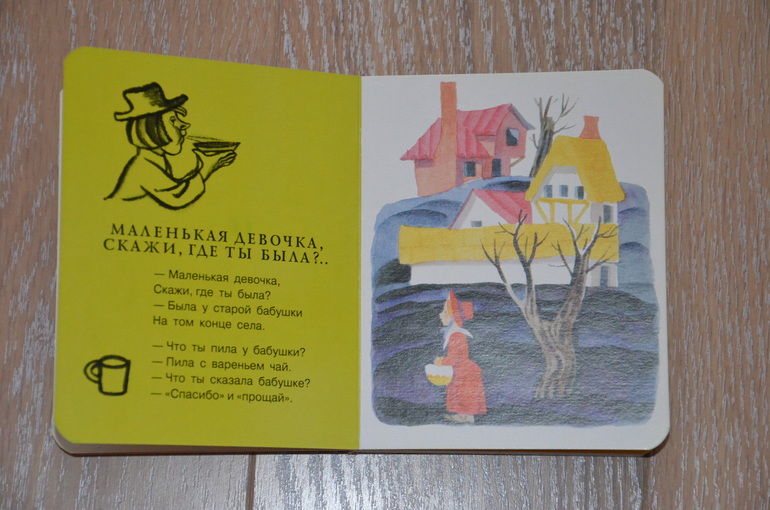 МАЛЕНЬКАЯ ДЕВОЧКА,
СКАЖИ, ГДЕ ТЫ БЫЛА?..
— Маленькая девочка,
Скажи, где ты была?
— Была у старой бабушки
На том конце села.
— Что ты пила у бабушки?
— Пила с вареньем чай.
— Что ты сказала бабушке?
— «Спасибо» и «прощай».